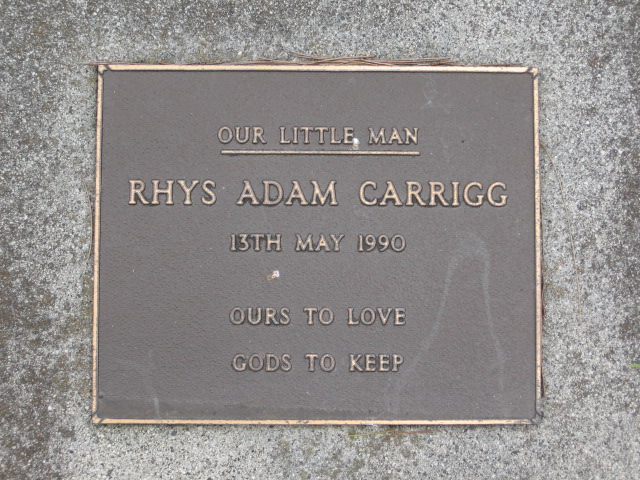 OUR LITTLE MAN
RHYS ADAM CARRIGG
13TH MAY 1990
OURS TO LOVE
GODS TO KEEP